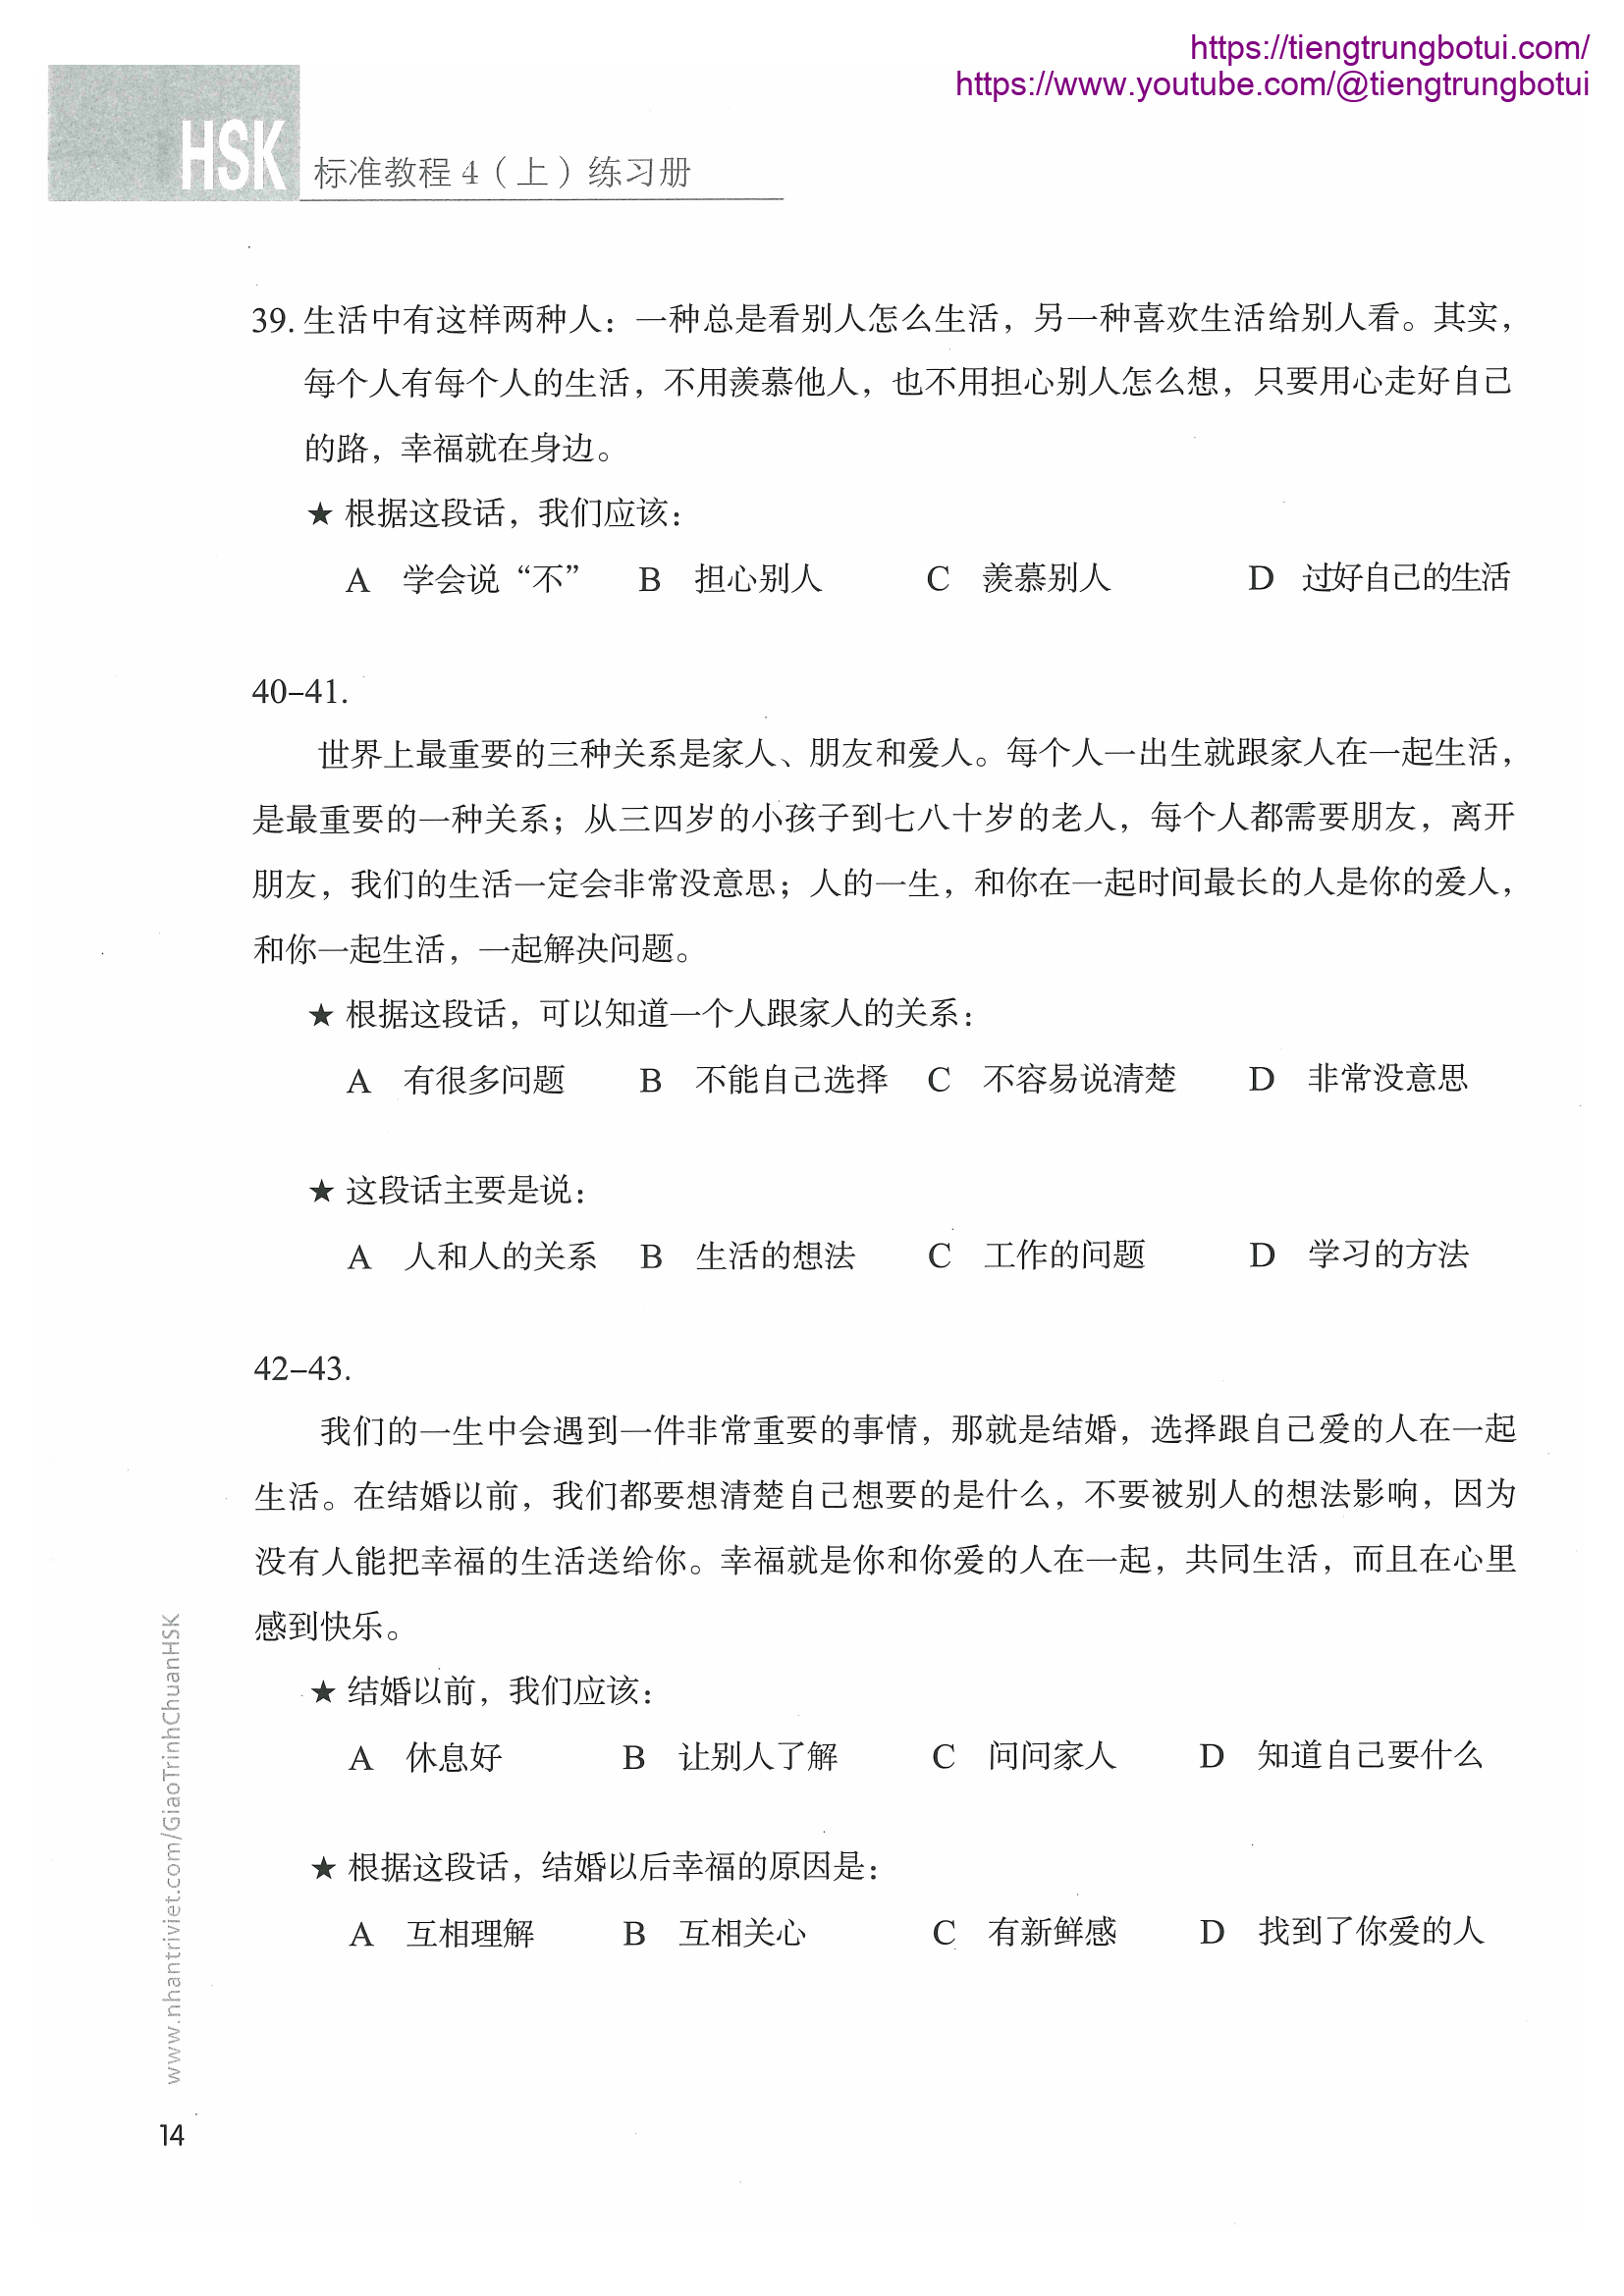 https://tiengtrungbotui.com/
https://www.youtube.com/@tiengtrungbotui
HSK 标准教程 4（上）练习册
39. 生活中有这样两种人：一种总是看别人怎么生活，另一种喜欢生活给别人看。其实，
每个人有每个人的生活，不用羡慕他人，也不用担心别人怎么想，只要用心走好自己
的路，幸福就在身边。
★ 根据这段话，我们应该：
A 学会说“不” B 担心别人 C 羡慕别人 D 过好自己的生活
40–41.
世界上最重要的三种关系是家人、朋友和爱人。每个人一出生就跟家人在一起生活，
是最重要的一种关系；从三四岁的小孩子到七八十岁的老人，每个人都需要朋友，离开
朋友，我们的生活一定会非常没意思；人的一生，和你在一起时间最长的人是你的爱人，
和你一起生活，一起解决问题。
★ 根据这段话，可以知道一个人跟家人的关系：
A 有很多问题 B 不能自己选择 C 不容易说清楚 D 非常没意思
★ 这段话主要是说：
A 人和人的关系 B 生活的想法 C 工作的问题 D 学习的方法
42–43.
我们的一生中会遇到一件非常重要的事情，那就是结婚，选择跟自己爱的人在一起
生活。在结婚以前，我们都要想清楚自己想要的是什么，不要被别人的想法影响，因为
没有人能把幸福的生活送给你。幸福就是你和你爱的人在一起，共同生活，而且在心里
感到快乐。
★ 结婚以前，我们应该：
A 休息好 B 让别人了解 C 问问家人 D 知道自己要什么
★ 根据这段话，结婚以后幸福的原因是：
A 互相理解 B 互相关心 C 有新鲜感 D 找到了你爱的人
www.nhantriviet.com/GiaoTrinhChuanHSK
14